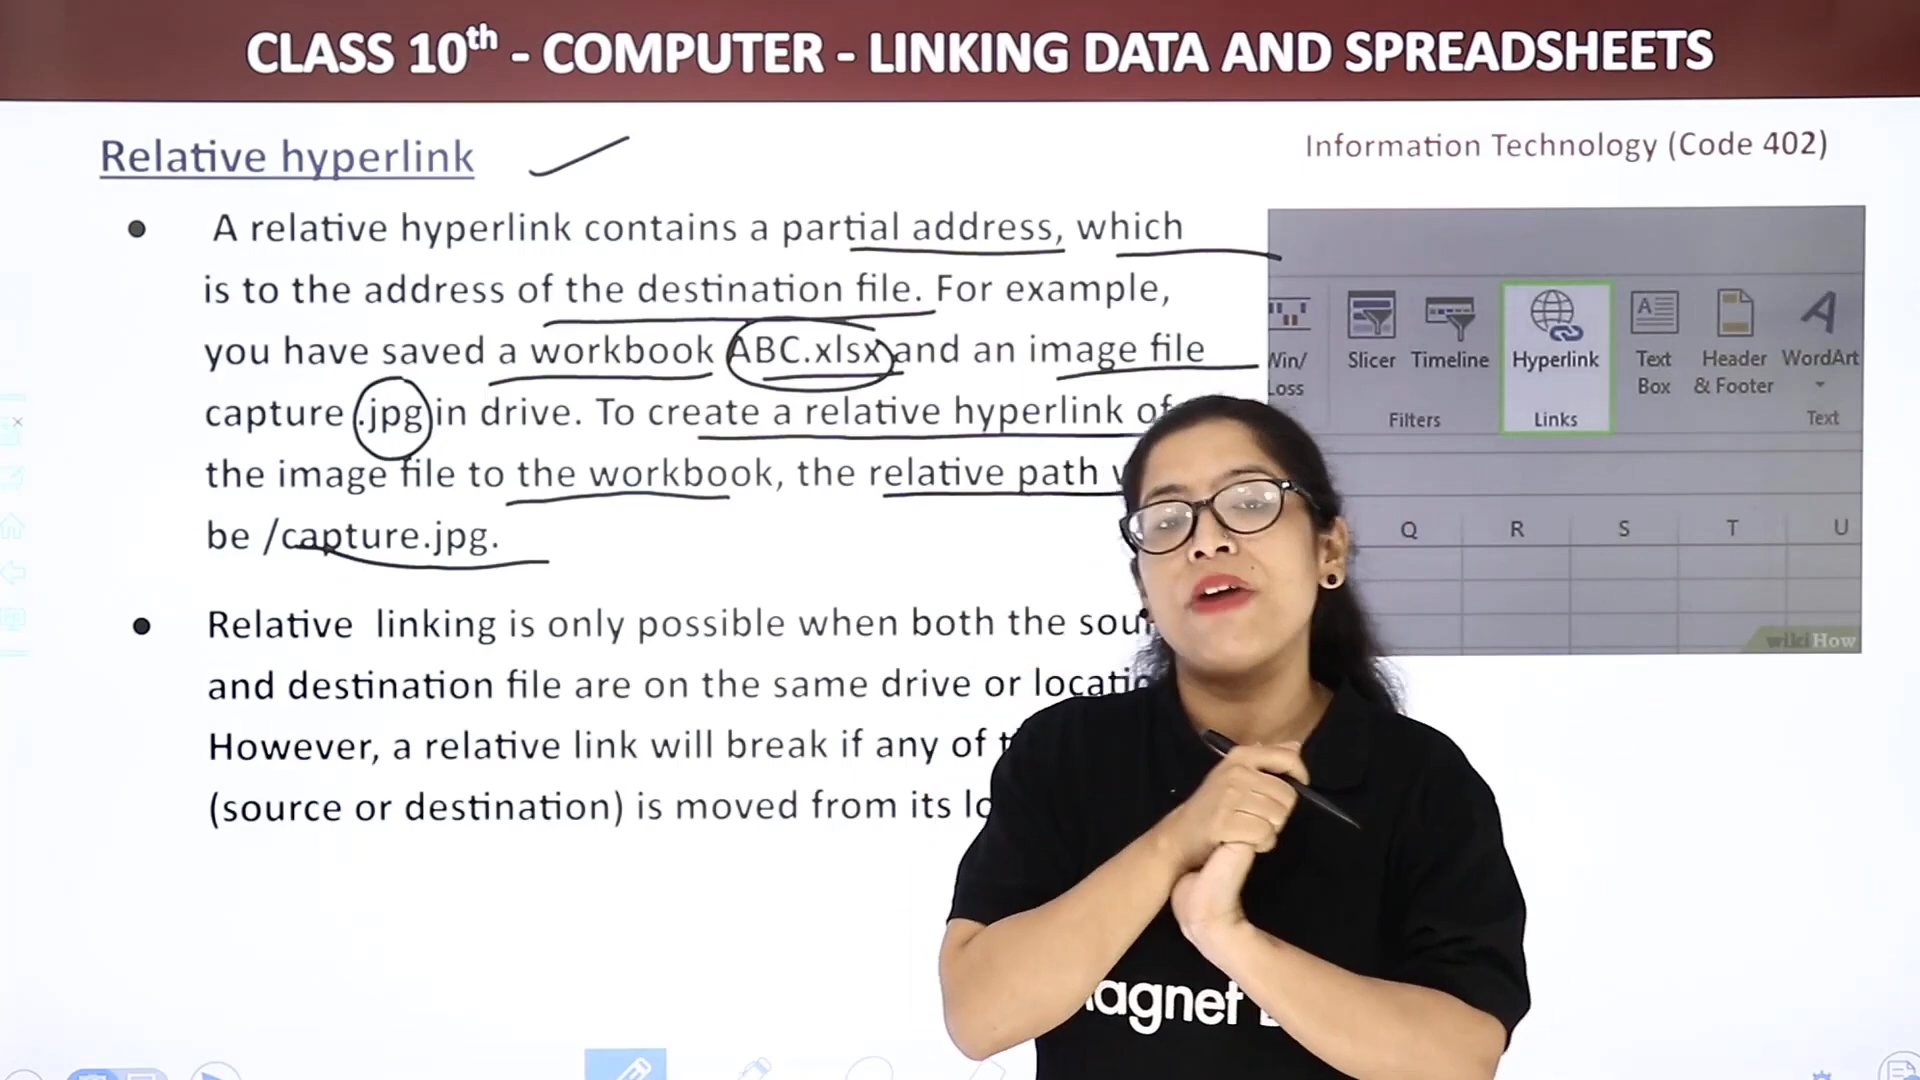 CLASS 10th - COMPUTER - LINKING DATA AND SPREADSHEETS
Relative hyperlink
Information Technology (Code 402)
● A relative hyperlink contains a partial address, which
is to the address of the destination file. For example,
you have saved a workbook ABC.xlsx and an image file
capture .jpg in drive. To create a relative hyperlink of
the image file to the workbook, the relative path
be /capture.jpg.
● Relative linking is only possible when both the
and destination file are on the same drive or
However, a relative link will break if any of
(source or destination) is moved from its
Win/
Loss
Slicer
Timeline
Filters
Hyperlink
Links
Text
Box
Header
& Footer
WordArt
Text
Q R S T U
wikiHow
agnet